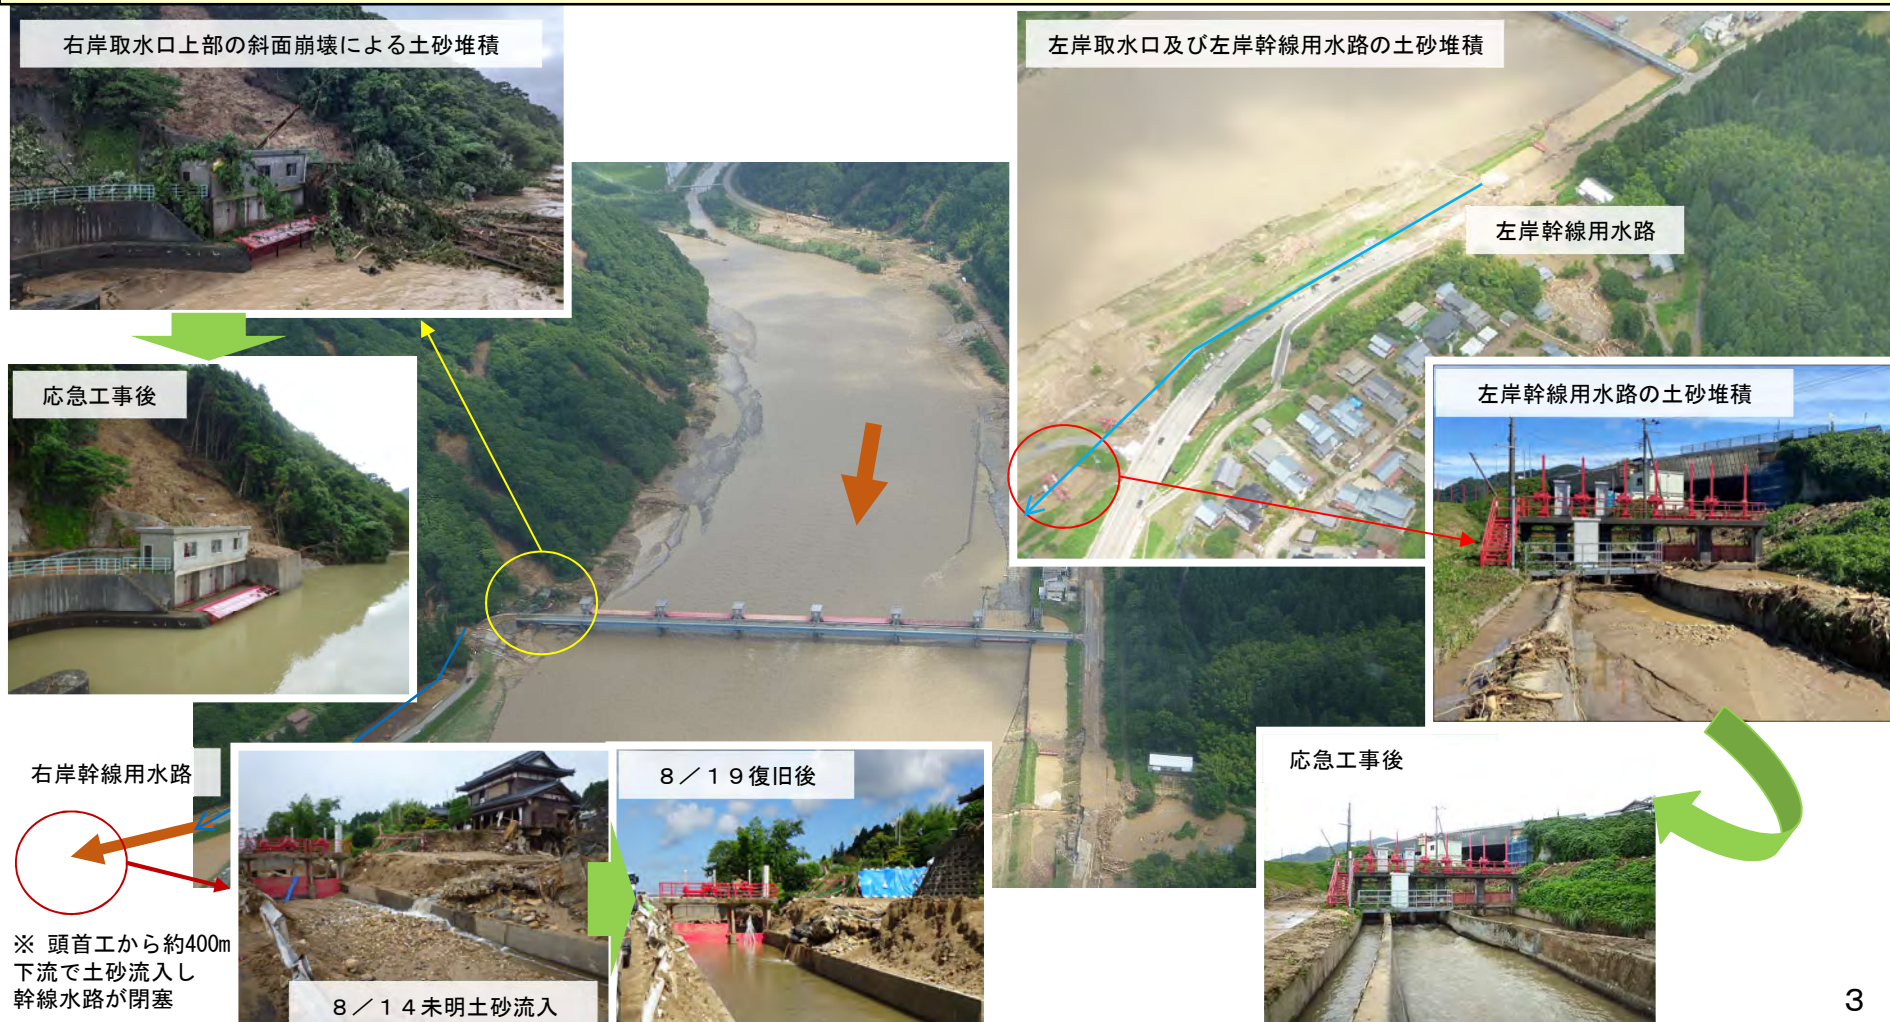 右岸取水口上部の斜面崩壊による土砂堆積
左岸取水口及び左岸幹線用水路の土砂堆積
左岸幹線用水路
応急工事後
左岸幹線用水路の土砂堆積
右岸幹線用水路
8/19復旧後
応急工事後
※ 頭首工から約400m
下流で土砂流入し
幹線水路が閉塞
8/14未明土砂流入
3